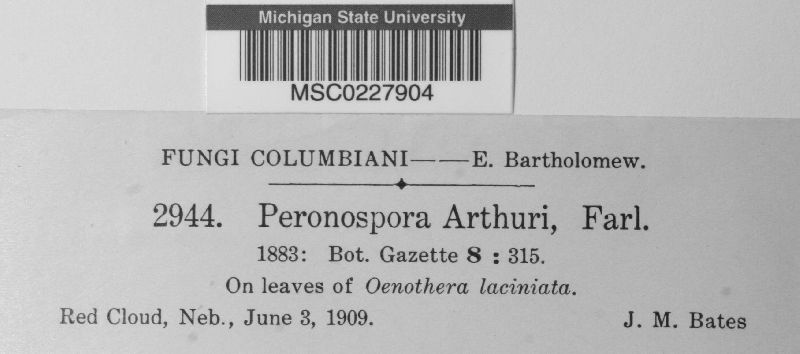 Michigan State University
MSC0227904
FUNGI COLUMBIANI——E. Bartholomew.
2944. Peronospora Arthuri, Farl.
1883: Bot. Gazette 8 : 315.
On leaves of Oenothera laciniata.
Red Cloud, Neb., June 3, 1909. J. M. Bates